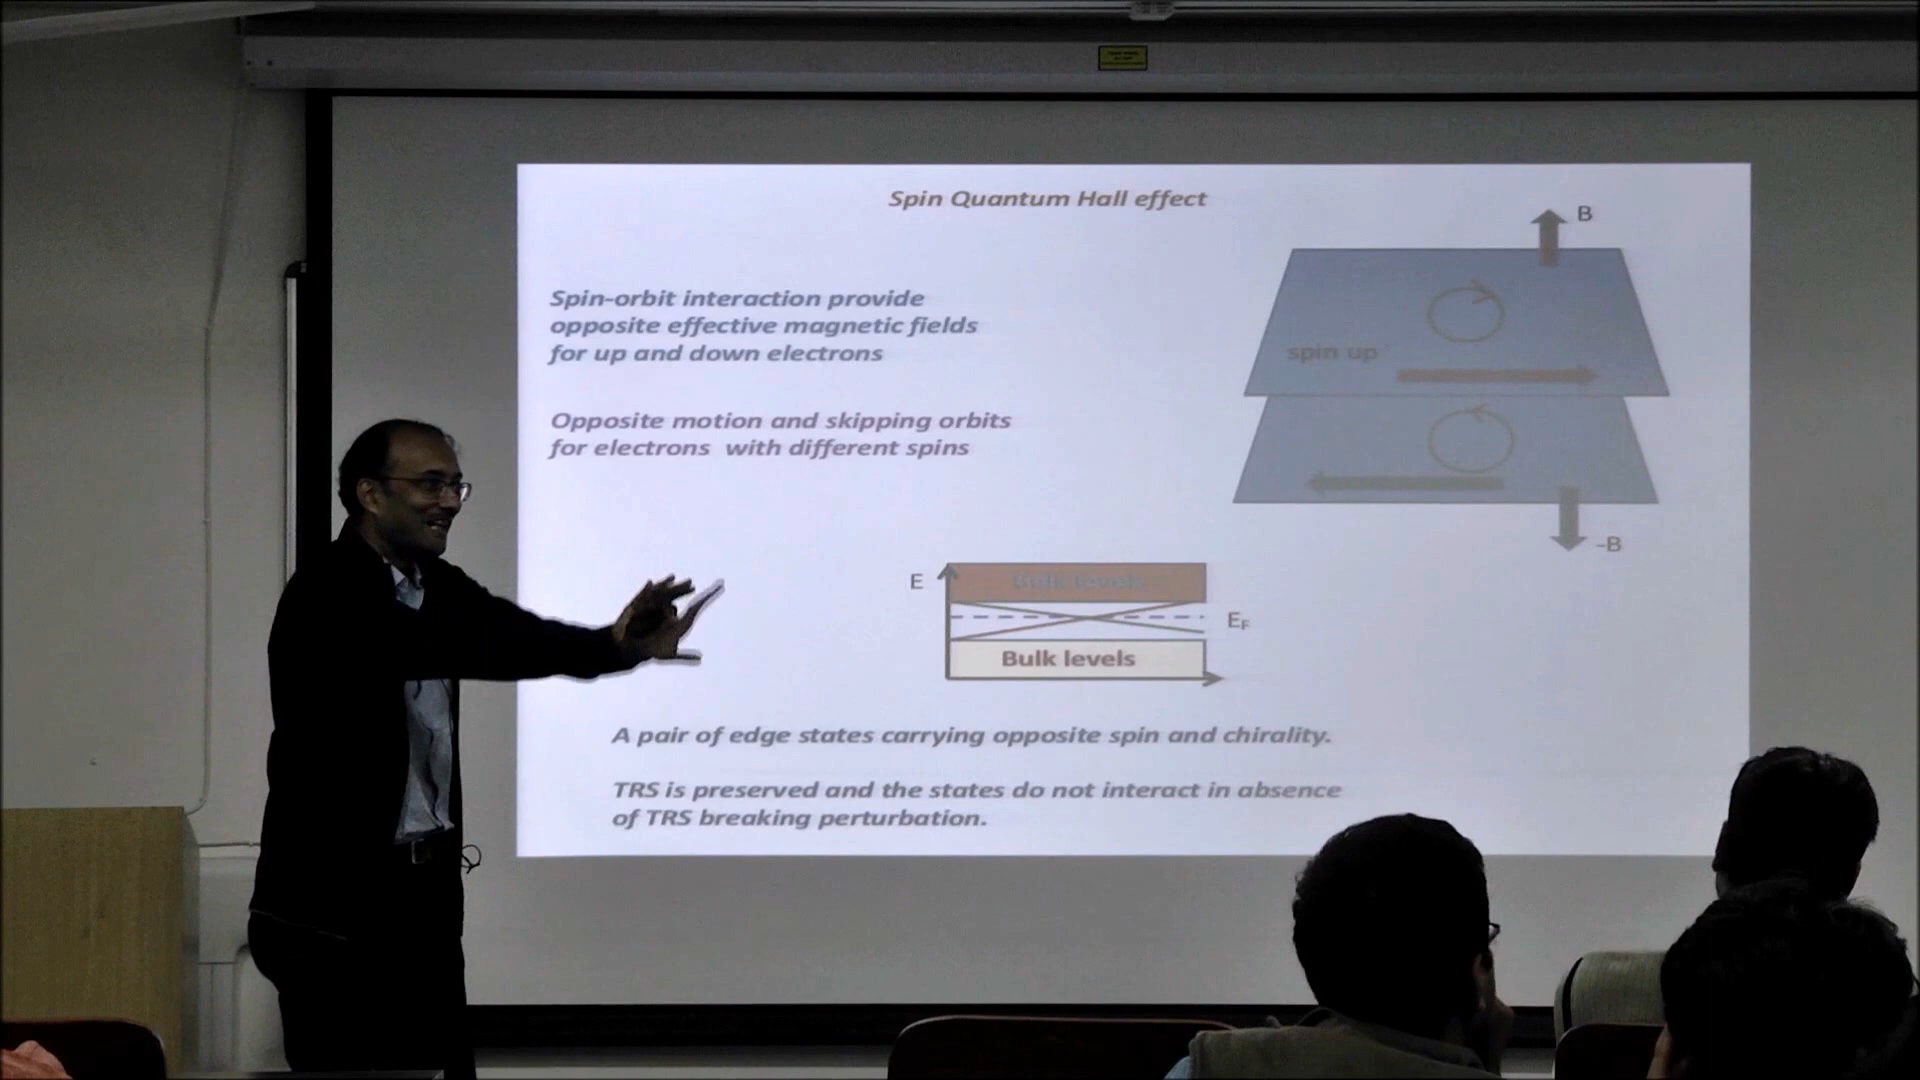 Spin Quantum Hall effect
B
Spin-orbit interaction provide
opposite effective magnetic fields
for up and down electrons
spin up
Opposite motion and skipping orbits
for electrons with different spins
-B
E
Bulk levels
E_F
Bulk levels
A pair of edge states carrying opposite spin and chirality.
TRS is preserved and the states do not interact in absence
of TRS breaking perturbation.